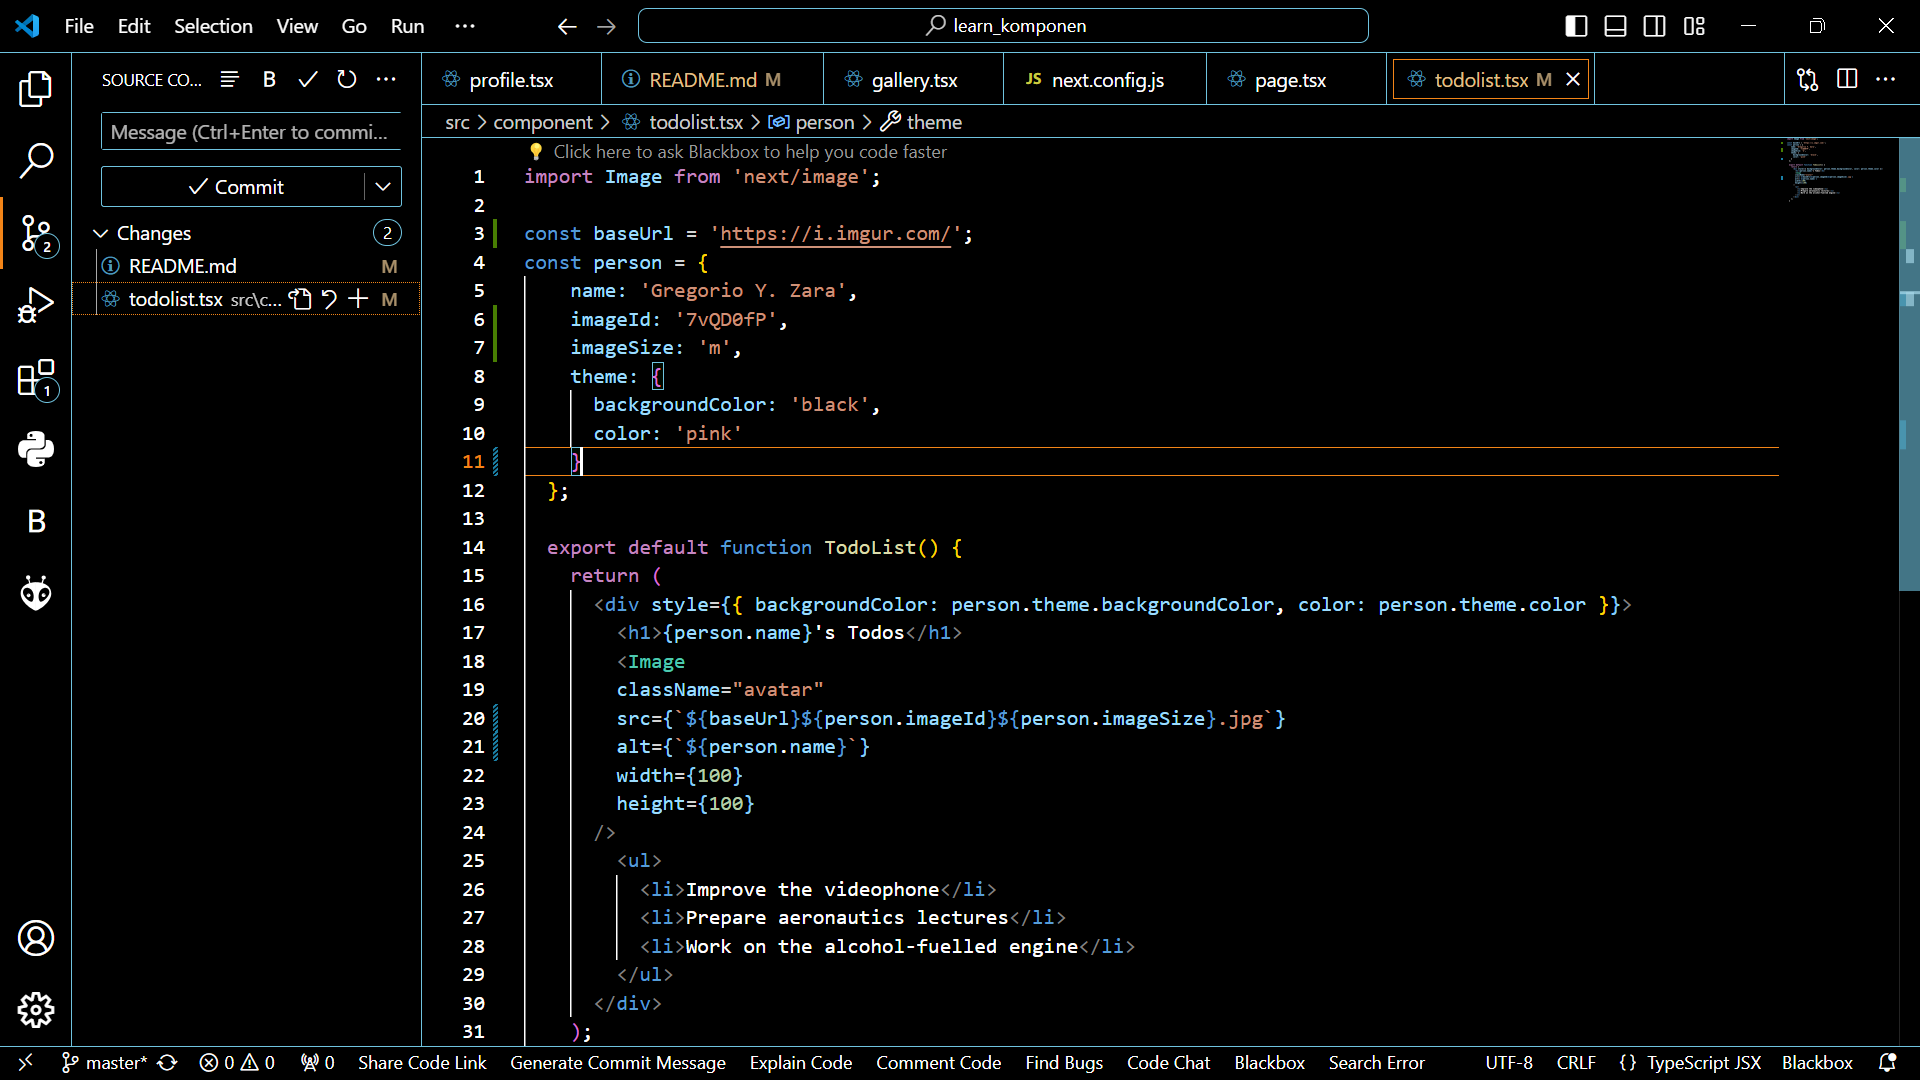 File Edit Selection View Go Run ··· learn_komponen
SOURCE CO... B ···
Message (Ctrl+Enter to commi...
Commit
Changes 2
README.md M
todolist.tsx src\c... M
2
1
B
profile.tsx README.md M gallery.tsx JS next.config.js page.tsx todolist.tsx M ···
src > component > todolist.tsx > person > theme
Click here to ask Blackbox to help you code faster
1 import Image from 'next/image';
2
3 const baseUrl = 'https://i.imgur.com/';
4 const person = {
5 name: 'Gregorio Y. Zara',
6 imageId: '7vQD0fP',
7 imageSize: 'm',
8 theme: {
9 backgroundColor: 'black',
10 color: 'pink'
11 }
12 };
13
14 export default function TodoList() {
15 return (
16 <div style={{ backgroundColor: person.theme.backgroundColor, color: person.theme.color }}>
17 <h1>{person.name}'s Todos</h1>
18 <Image
19 className="avatar"
20 src={`${baseUrl}${person.imageId}${person.imageSize}.jpg`}
21 alt={`${person.name}`}
22 width={100}
23 height={100}
24 />
25 <ul>
26 <li>Improve the videophone</li>
27 <li>Prepare aeronautics lectures</li>
28 <li>Work on the alcohol-fuelled engine</li>
29 </ul>
30 </div>
31 );
master* 0 0 0 Share Code Link Generate Commit Message Explain Code Comment Code Find Bugs Code Chat Blackbox Search Error UTF-8 CRLF {} TypeScript JSX Blackbox